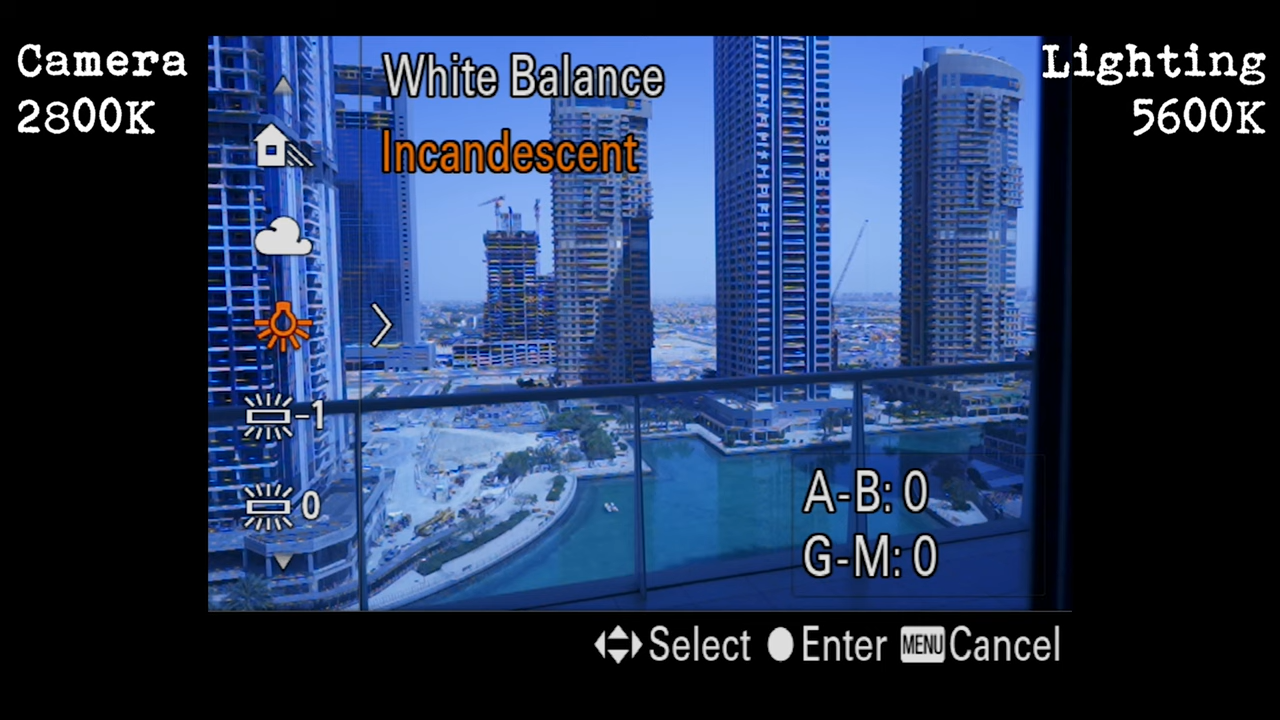 Camera
2800K
Lighting
5600K
White Balance
Incandescent
-1
0
A-B: 0
G-M: 0
Select Enter MENU Cancel